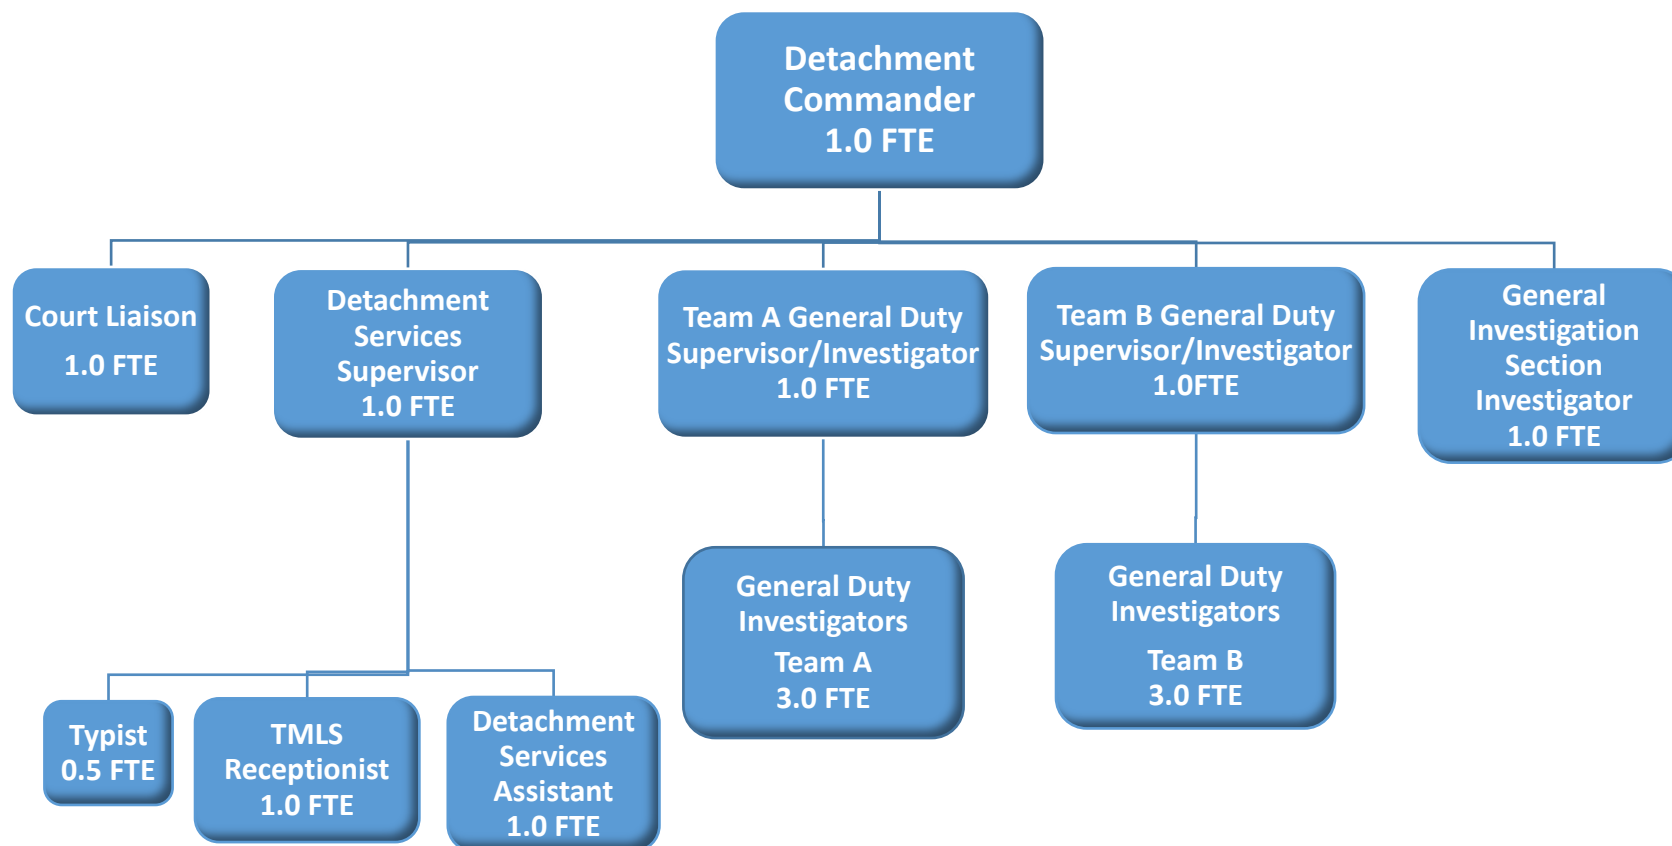 Detachment
Commander
1.0 FTE
Court Liaison
1.0 FTE
Detachment
Services
Supervisor
1.0 FTE
Team A General Duty
Supervisor/Investigator
1.0 FTE
Team B General Duty
Supervisor/Investigator
1.0FTE
General
Investigation
Section
Investigator
1.0 FTE
General Duty
Investigators
Team A
3.0 FTE
General Duty
Investigators
Team B
3.0 FTE
Typist
0.5 FTE
TMLS
Receptionist
1.0 FTE
Detachment
Services
Assistant
1.0 FTE